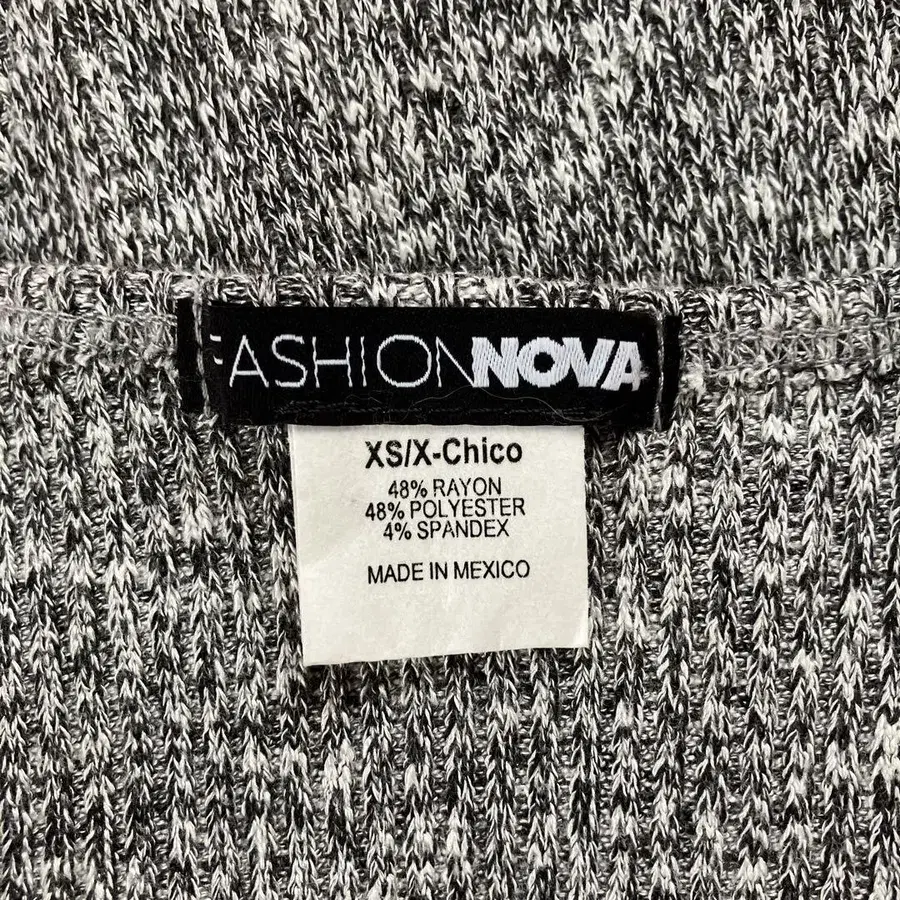 FASHIONNOVA
XS/X-Chico
48% RAYON
48% POLYESTER
4% SPANDEX
MADE IN MEXICO